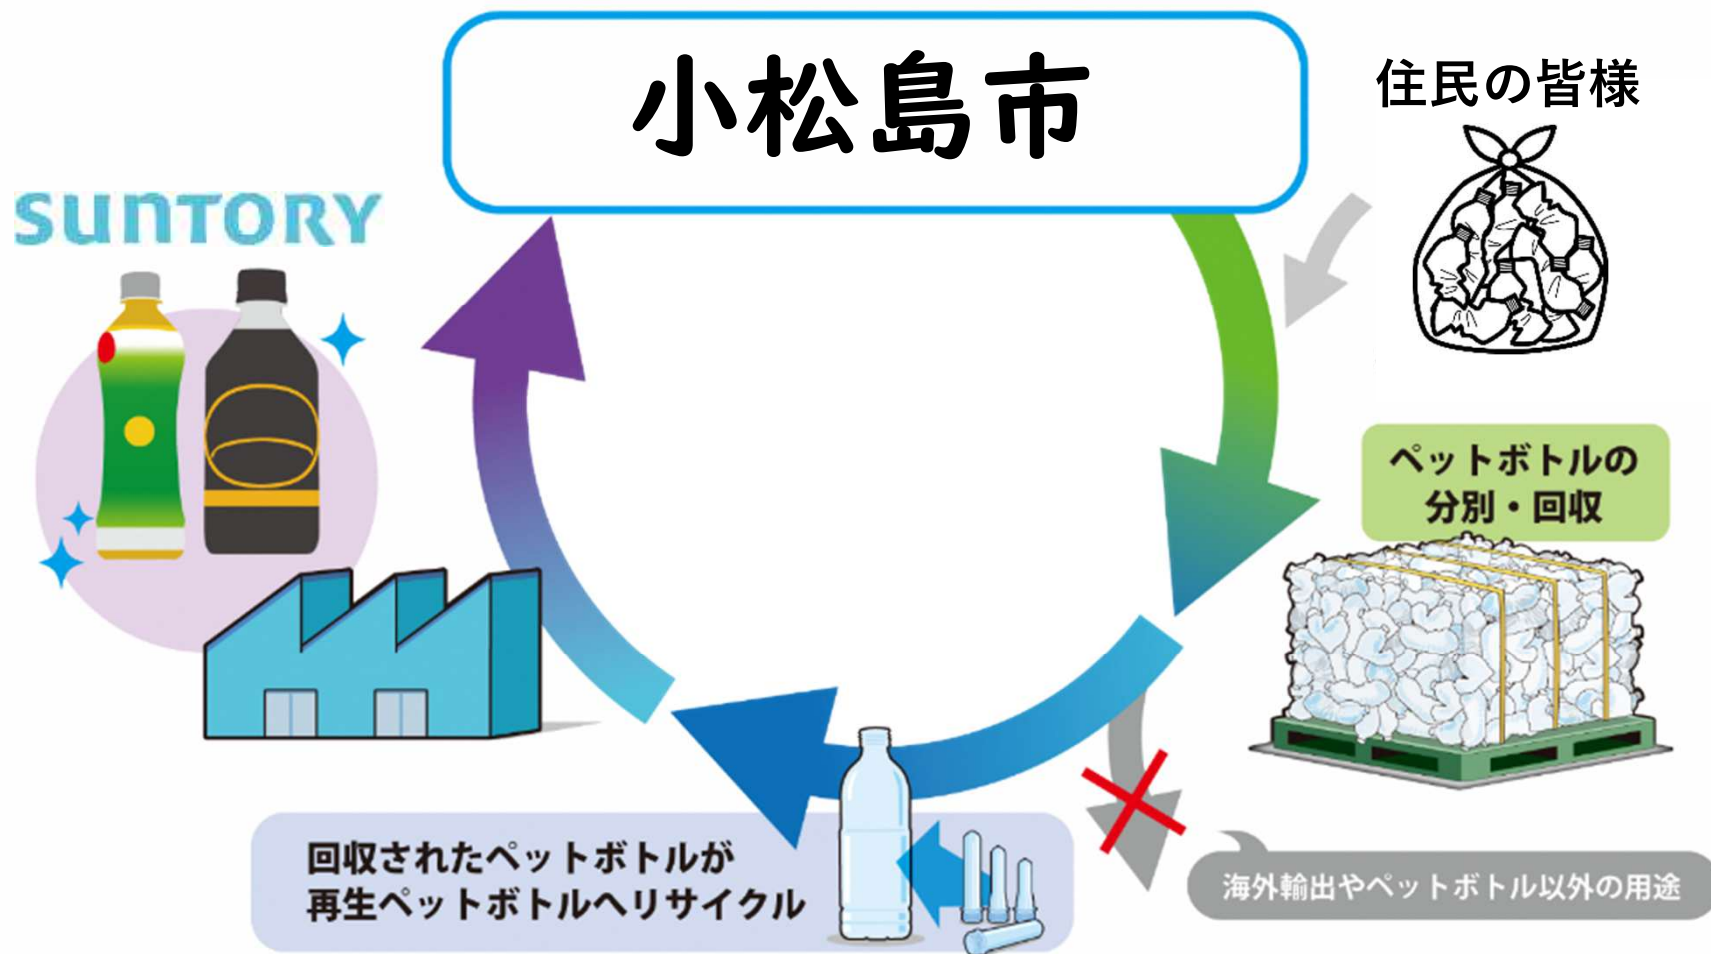 小松島市
住民の皆様
SUNTORY
ペットボトルの
分別・回収
回収されたペットボトルが
再生ペットボトルへリサイクル
海外輸出やペットボトル以外の用途